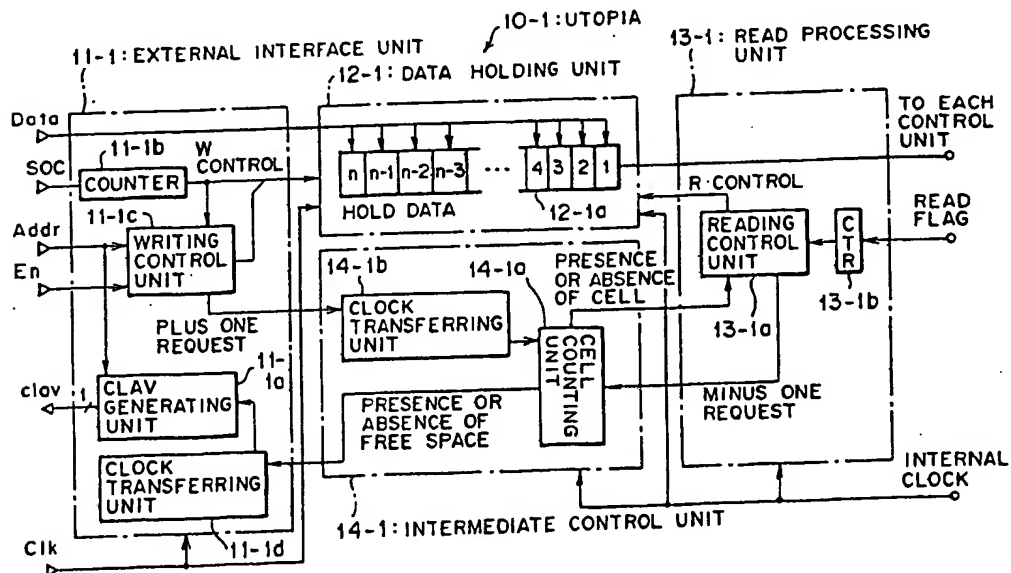 10-1: UTOPIA
11-1: EXTERNAL INTERFACE UNIT
12-1: DATA HOLDING UNIT
13-1: READ PROCESSING
UNIT
Data
SOC
11-1b
COUNTER
W
CONTROL
n n-1 n-2 n-3 ... 4 3 2 1
HOLD DATA
12-1a
TO EACH
CONTROL
UNIT
R·CONTROL
READ
FLAG
Addr
En
11-1c
WRITING
CONTROL
UNIT
READING
CONTROL
UNIT
CTR
13-1b
13-1a
PLUS ONE
REQUEST
14-1b
CLOCK
TRANSFERRING
UNIT
14-1a
PRESENCE
OR ABSENCE
OF CELL
CELL
COUNTING
UNIT
MINUS ONE
REQUEST
clav
1
11-
1a
CLAV
GENERATING
UNIT
PRESENCE OR
ABSENCE OF
FREE SPACE
CLOCK
TRANSFERRING
UNIT
11-1d
14-1: INTERMEDIATE CONTROL UNIT
INTERNAL
CLOCK
Clk